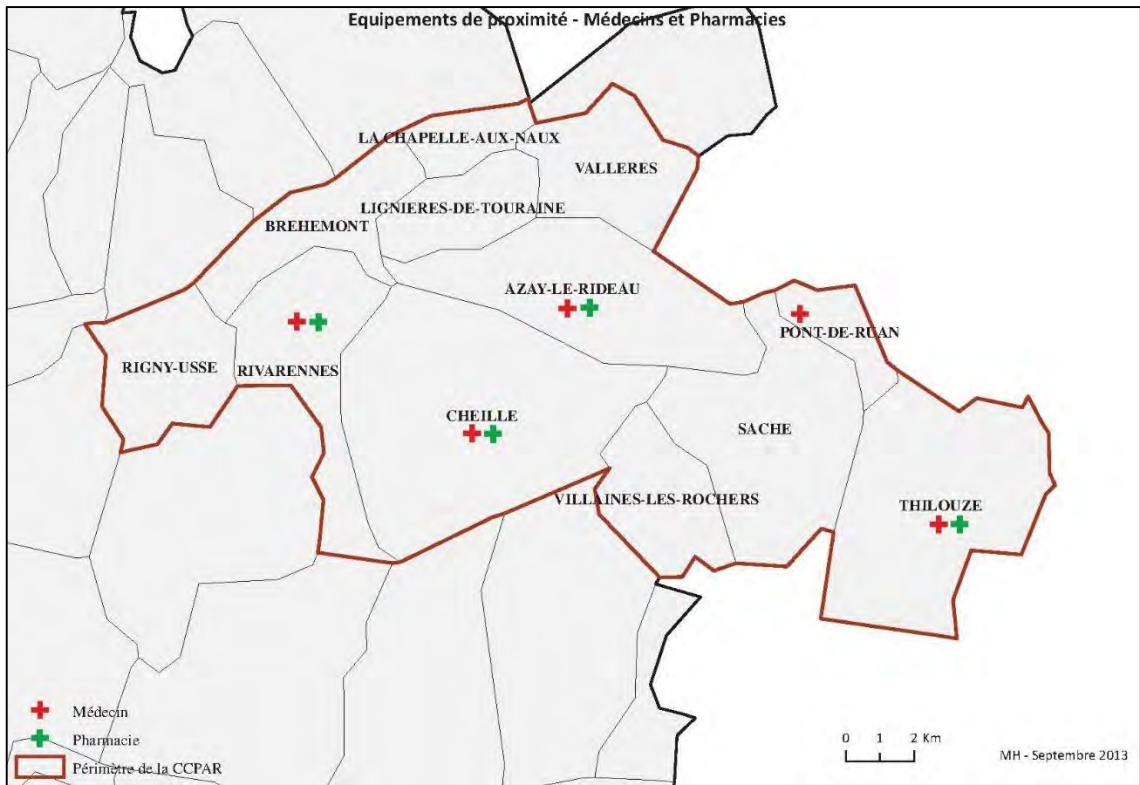 Equipements de proximité - Médecins et Pharmacies
LA CHAPELLE-AUX-NAUX
VALLERES
LIGNIERES-DE-TOURAINE
BREHEMONT
AZAY-LE-RIDEAU
PONT-DE-RUAN
RIGNY-USSE
RIVARENNES
CHEILLE
SACHE
VILLAINES-LES-ROCHERS
THILOUZE
Médecin
Pharmacie
Périmètre de la CCPAR
0 1 2 Km
MH - Septembre 2013